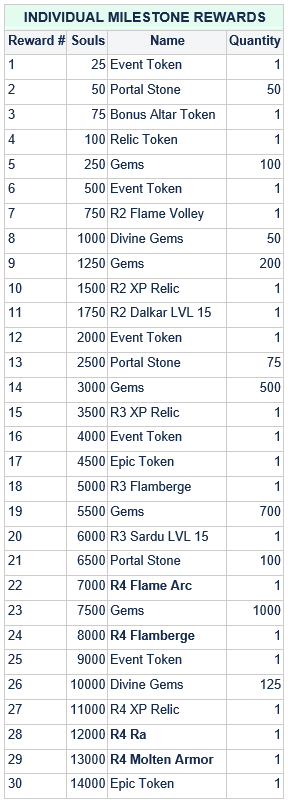 INDIVIDUAL MILESTONE REWARDS
Reward # Souls Name Quantity
1 25 Event Token 1
2 50 Portal Stone 50
3 75 Bonus Altar Token 1
4 100 Relic Token 1
5 250 Gems 100
6 500 Event Token 1
7 750 R2 Flame Volley 1
8 1000 Divine Gems 50
9 1250 Gems 200
10 1500 R2 XP Relic 1
11 1750 R2 Dalkar LVL 15 1
12 2000 Event Token 1
13 2500 Portal Stone 75
14 3000 Gems 500
15 3500 R3 XP Relic 1
16 4000 Event Token 1
17 4500 Epic Token 1
18 5000 R3 Flamberge 1
19 5500 Gems 700
20 6000 R3 Sardu LVL 15 1
21 6500 Portal Stone 100
22 7000 R4 Flame Arc 1
23 7500 Gems 1000
24 8000 R4 Flamberge 1
25 9000 Event Token 1
26 10000 Divine Gems 125
27 11000 R4 XP Relic 1
28 12000 R4 Ra 1
29 13000 R4 Molten Armor 1
30 14000 Epic Token 1